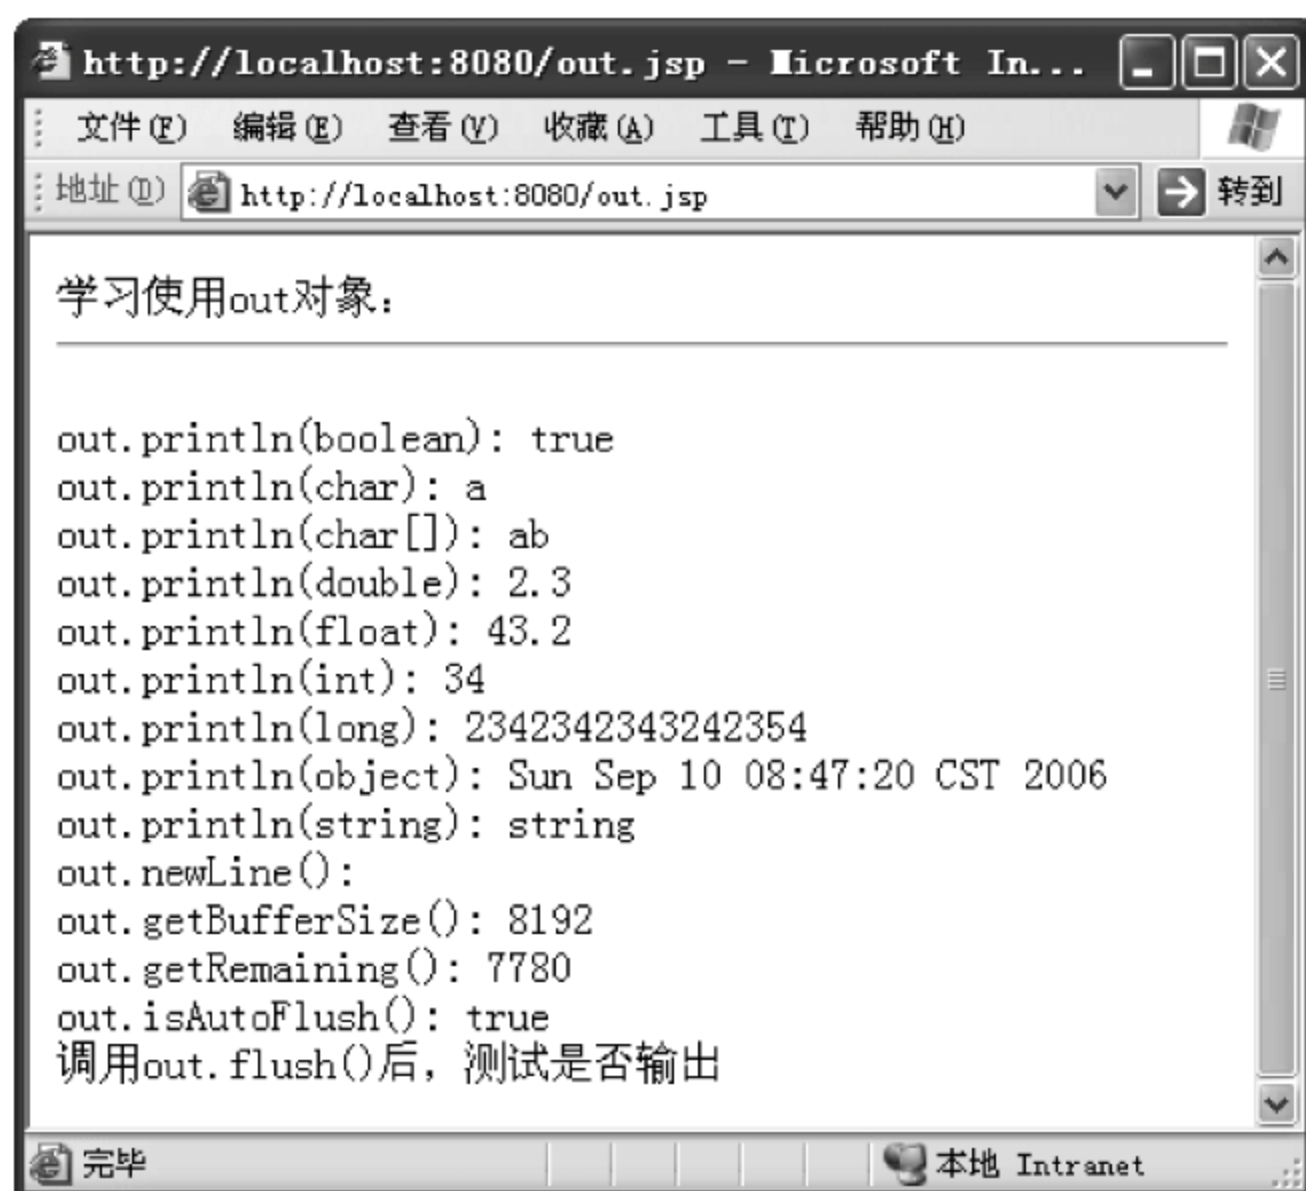 http://localhost:8080/out.jsp - Microsoft In...
文件(F) 编辑(E) 查看(V) 收藏(A) 工具(T) 帮助(H)
地址(D) http://localhost:8080/out.jsp 转到
学习使用out对象：
out.println(boolean): true
out.println(char): a
out.println(char[]): ab
out.println(double): 2.3
out.println(float): 43.2
out.println(int): 34
out.println(long): 2342342343242354
out.println(object): Sun Sep 10 08:47:20 CST 2006
out.println(string): string
out.newLine():
out.getBufferSize(): 8192
out.getRemaining(): 7780
out.isAutoFlush(): true
调用out.flush()后，测试是否输出
完毕 本地 Intranet